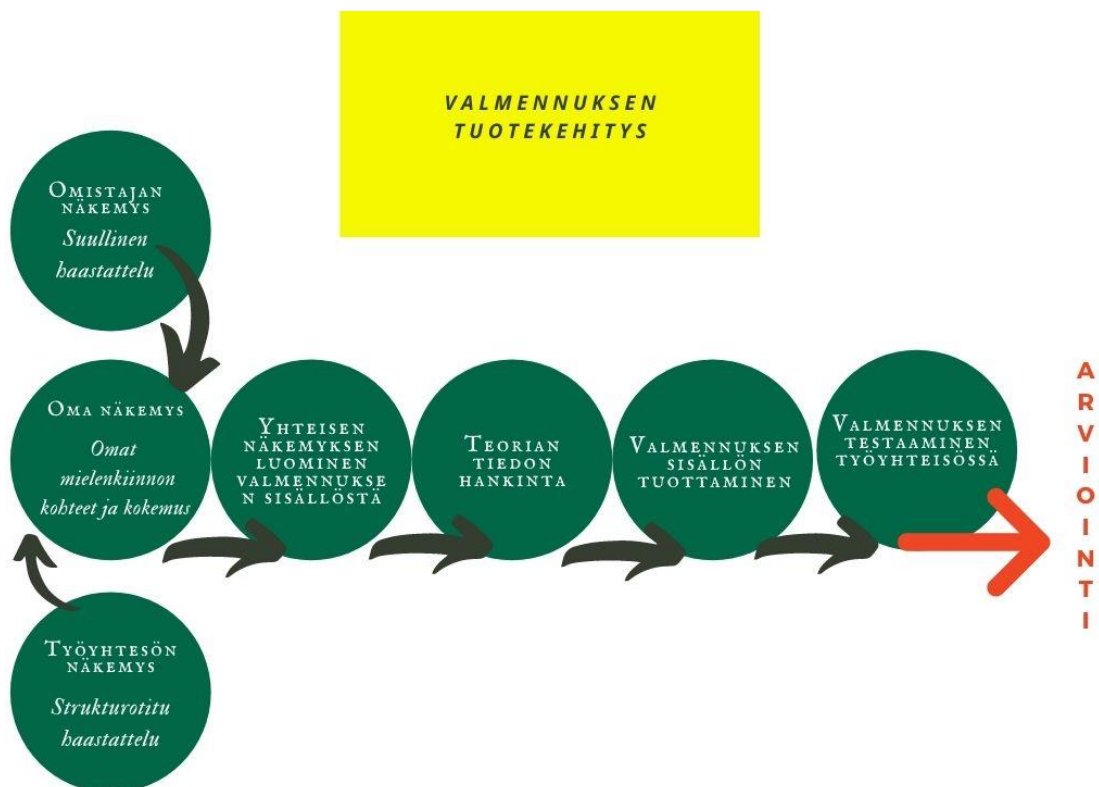 VALMENNUKSEN
TUOTEKEHITYS
OMISTAJAN
NÄKEMYS
Suullinen
haastattelu
OMA NÄKEMYS
Omat
mielenkiinnon
kohteet ja kokemus
TYÖYHTESÖN
NÄKEMYS
Strukturotitu
haastattelu
YHTEISEN
NÄKEMYKSEN
LUOMINEN
VALMENNUKSE
N SISÄLLÖSTÄ
TEORIAN
TIEDON
HANKINTA
VALMENNUKSEN
SISÄLLÖN
TUOTTAMINEN
VALMENNUKSEN
TESTAAMINEN
TYÖYHTEISÖSSÄ
ARVIOINTI